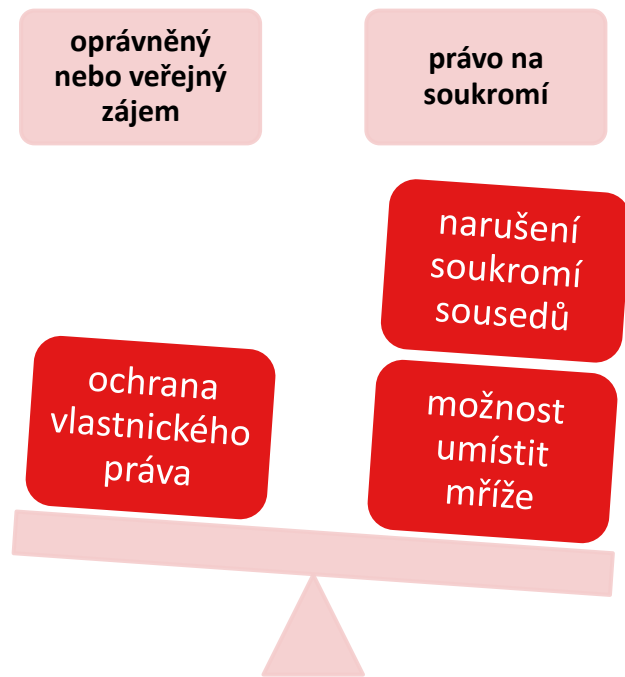 oprávněný
nebo veřejný
zájem
právo na
soukromí
narušení
soukromí
sousedů
ochrana
vlastnického
práva
možnost
umístit
mříže